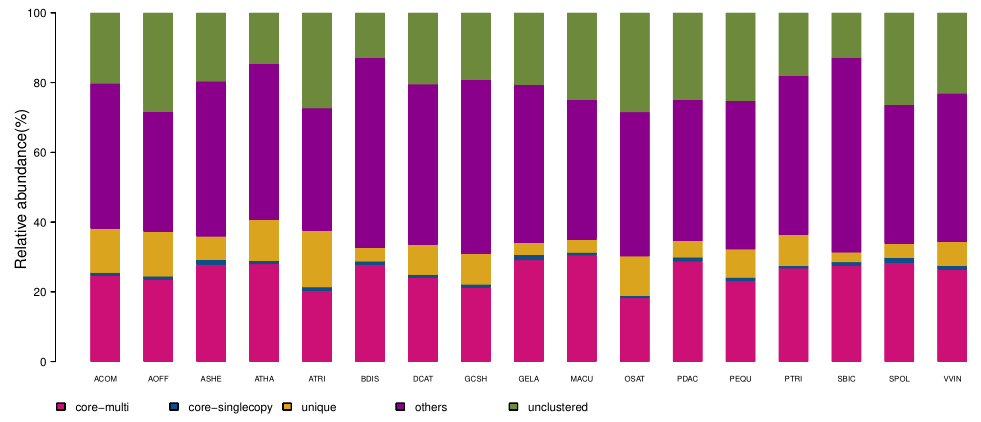 Relative abundance(%)
100
80
60
40
20
0
ACOM AOFF ASHE ATHA ATRI BDIS DCAT GCSH GELA MACU OSAT PDAC PEQU PTRI SBIC SPOL VVIN
core−multi core−singlecopy unique others unclustered